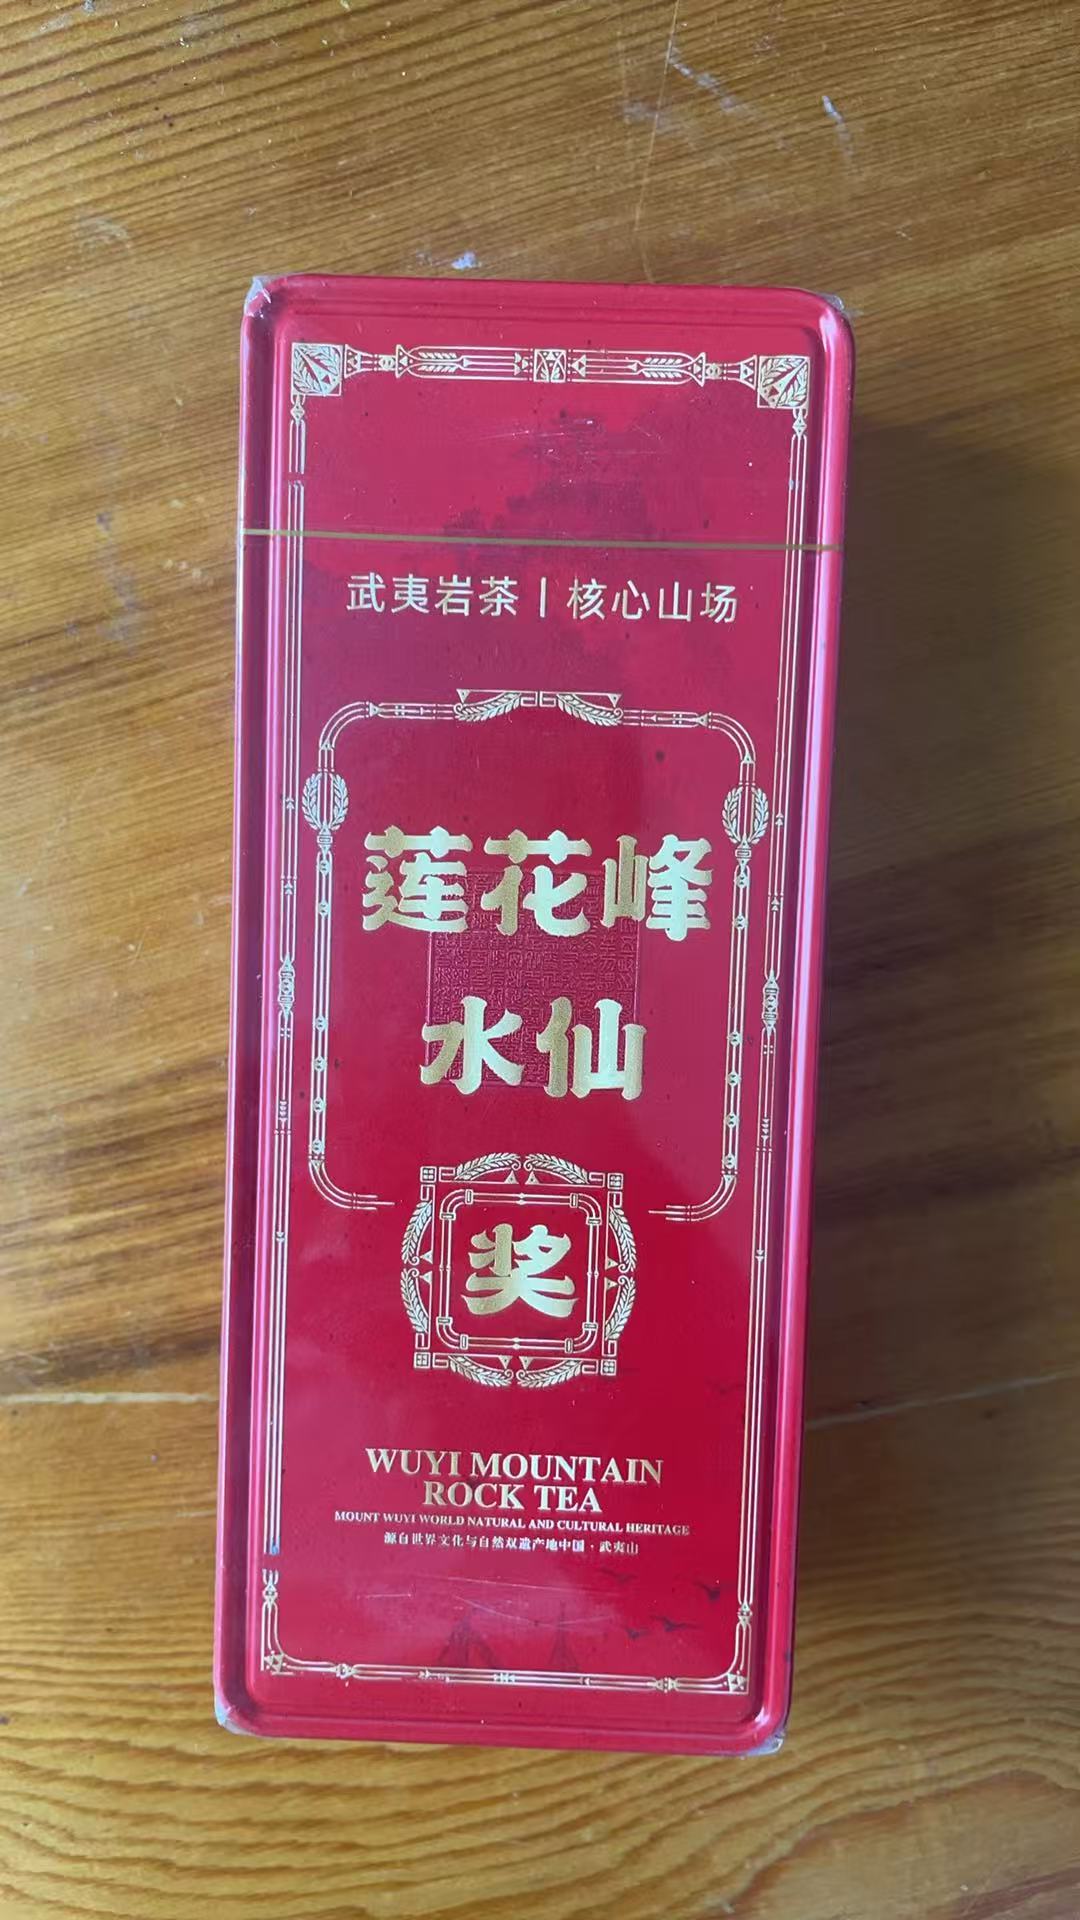 武夷岩茶｜核心山场
莲花峰
水仙
奖
WUYI MOUNTAIN
ROCK TEA
MOUNT WUYI WORLD NATURAL AND CULTURAL HERITAGE
源自世界文化与自然双遗产地中国·武夷山